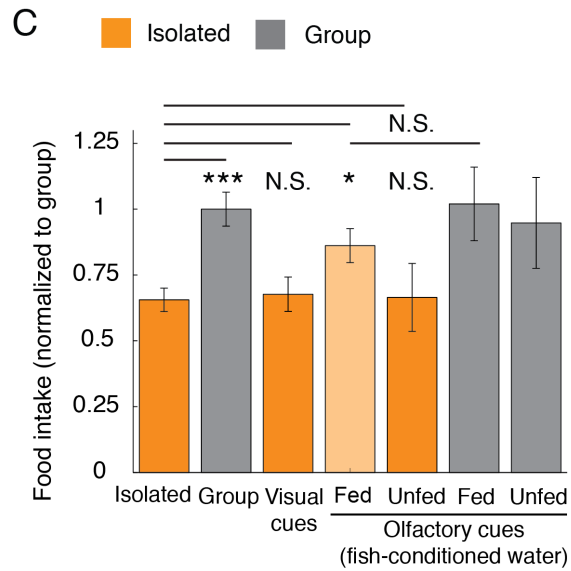 C
Isolated Group
N.S.
*** N.S. * N.S.
Food intake (normalized to group)
1.25
1
0.75
0.5
0.25
0
Isolated Group Visual cues Fed Unfed Fed Unfed
Olfactory cues
(fish-conditioned water)